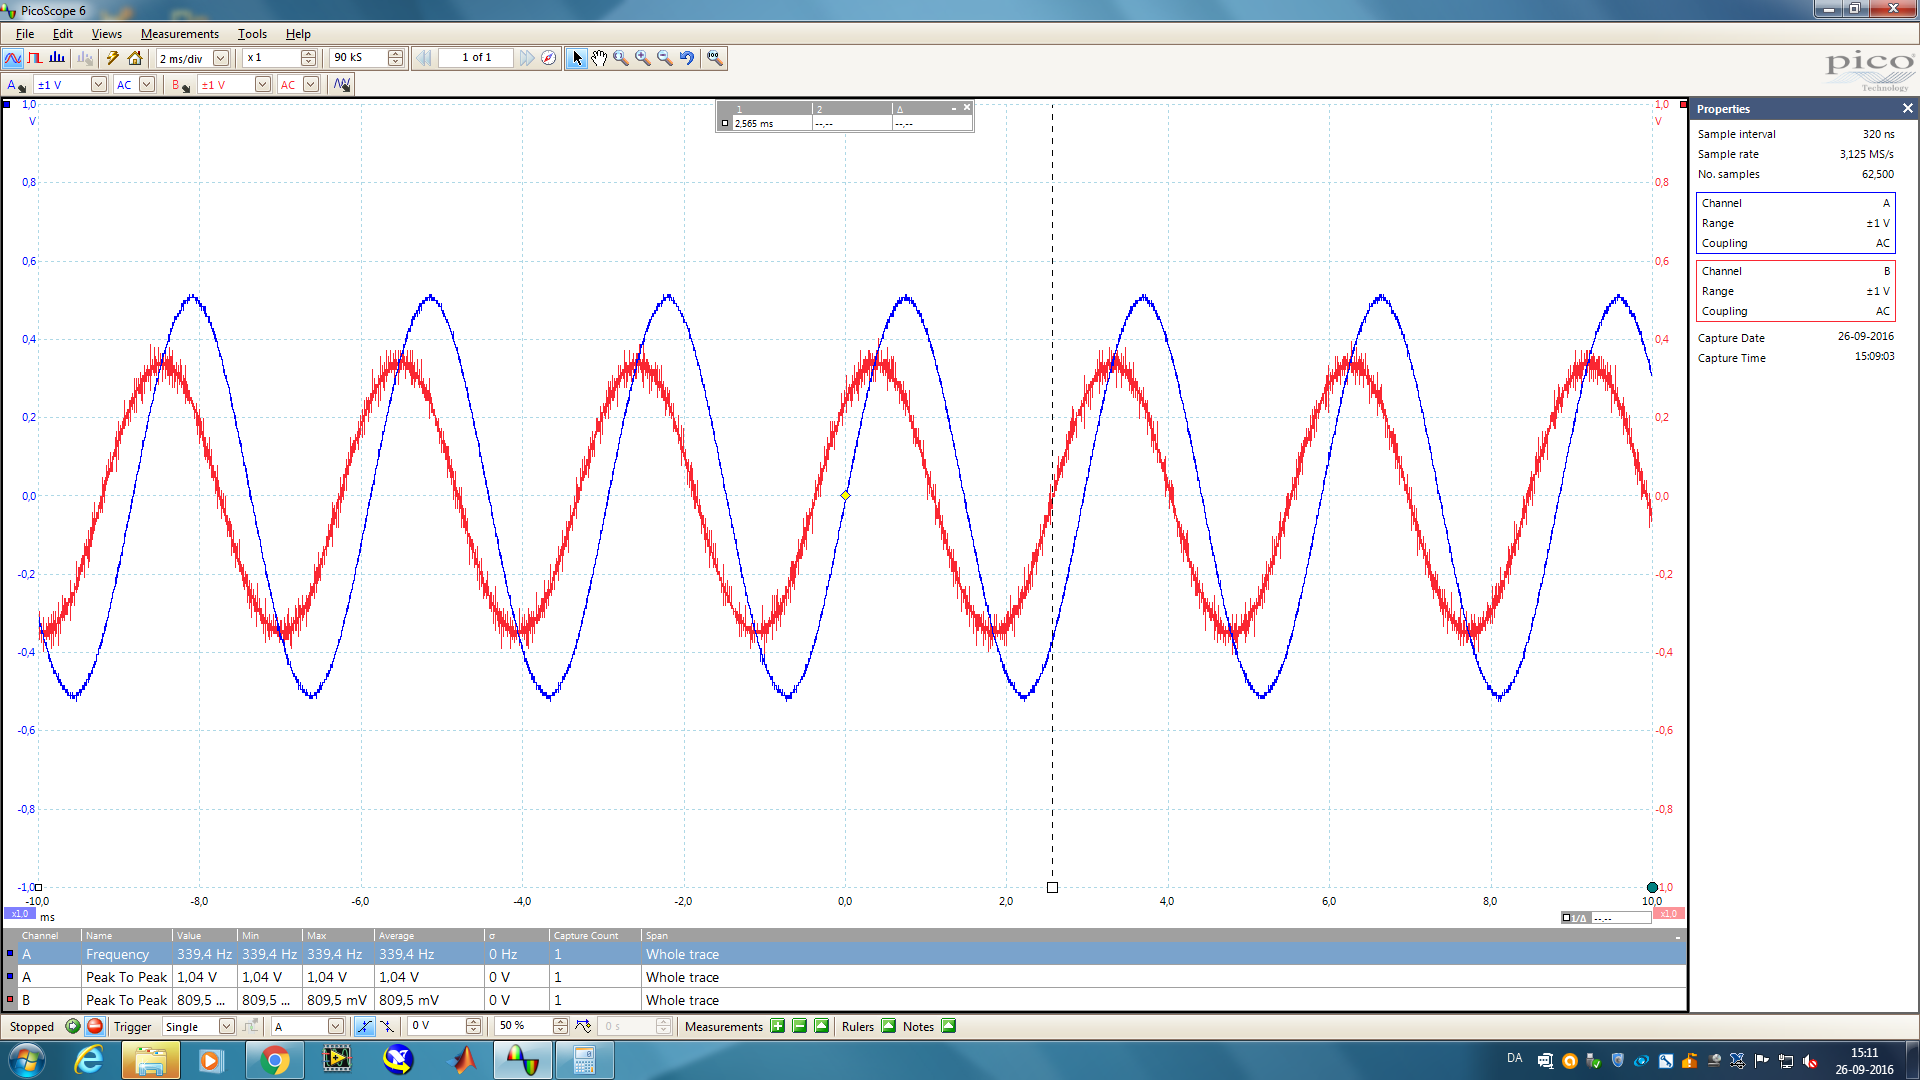 PicoScope 6
File Edit Views Measurements Tools Help
2 ms/div x 1 90 kS 1 of 1
A ±1 V AC B ±1 V AC
pico
Technology
1 2 Δ
2,565 ms --,-- --,--
1,0 1,0
V V
0,8 0,8
0,6 0,6
0,4 0,4
0,2 0,2
0,0 0,0
-0,2 -0,2
-0,4 -0,4
-0,6 -0,6
-0,8 -0,8
-1,0 -1,0
-10,0 -8,0 -6,0 -4,0 -2,0 0,0 2,0 4,0 6,0 8,0 10,0
x1,0 ms 1/Δ --,-- x1,0
Properties
Sample interval 320 ns
Sample rate 3,125 MS/s
No. samples 62,500
Channel A
Range ±1 V
Coupling AC
Channel B
Range ±1 V
Coupling AC
Capture Date 26-09-2016
Capture Time 15:09:03
Channel Name Value Min Max Average σ Capture Count Span
A Frequency 339,4 Hz 339,4 Hz 339,4 Hz 339,4 Hz 0 Hz 1 Whole trace
A Peak To Peak 1,04 V 1,04 V 1,04 V 1,04 V 0 V 1 Whole trace
B Peak To Peak 809,5 ... 809,5 ... 809,5 mV 809,5 mV 0 V 1 Whole trace
Stopped Trigger Single A 0 V 50 % 0 s Measurements Rulers Notes
DA 15:11
26-09-2016